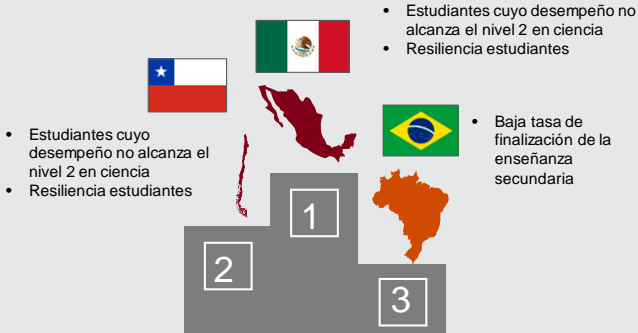 • Estudiantes cuyo desempeño no
alcanza el nivel 2 en ciencia
• Resiliencia estudiantes
• Estudiantes cuyo
desempeño no alcanza el
nivel 2 en ciencia
• Resiliencia estudiantes
• Baja tasa de
finalización de la
enseñanza
secundaria
1
2
3